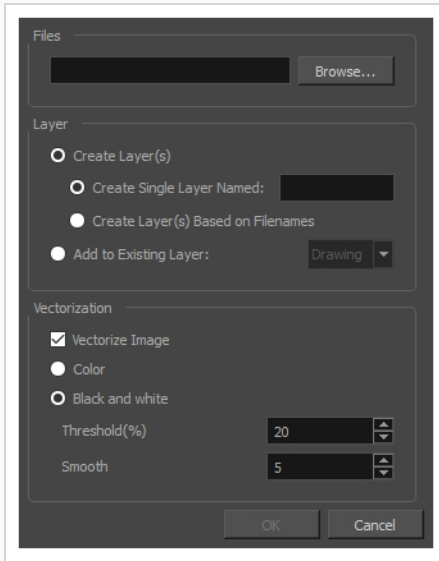 Files
Browse...
Layer
Create Layer(s)
Create Single Layer Named:
Create Layer(s) Based on Filenames
Add to Existing Layer: Drawing
Vectorization
Vectorize Image
Color
Black and white
Threshold(%) 20
Smooth 5
OK Cancel